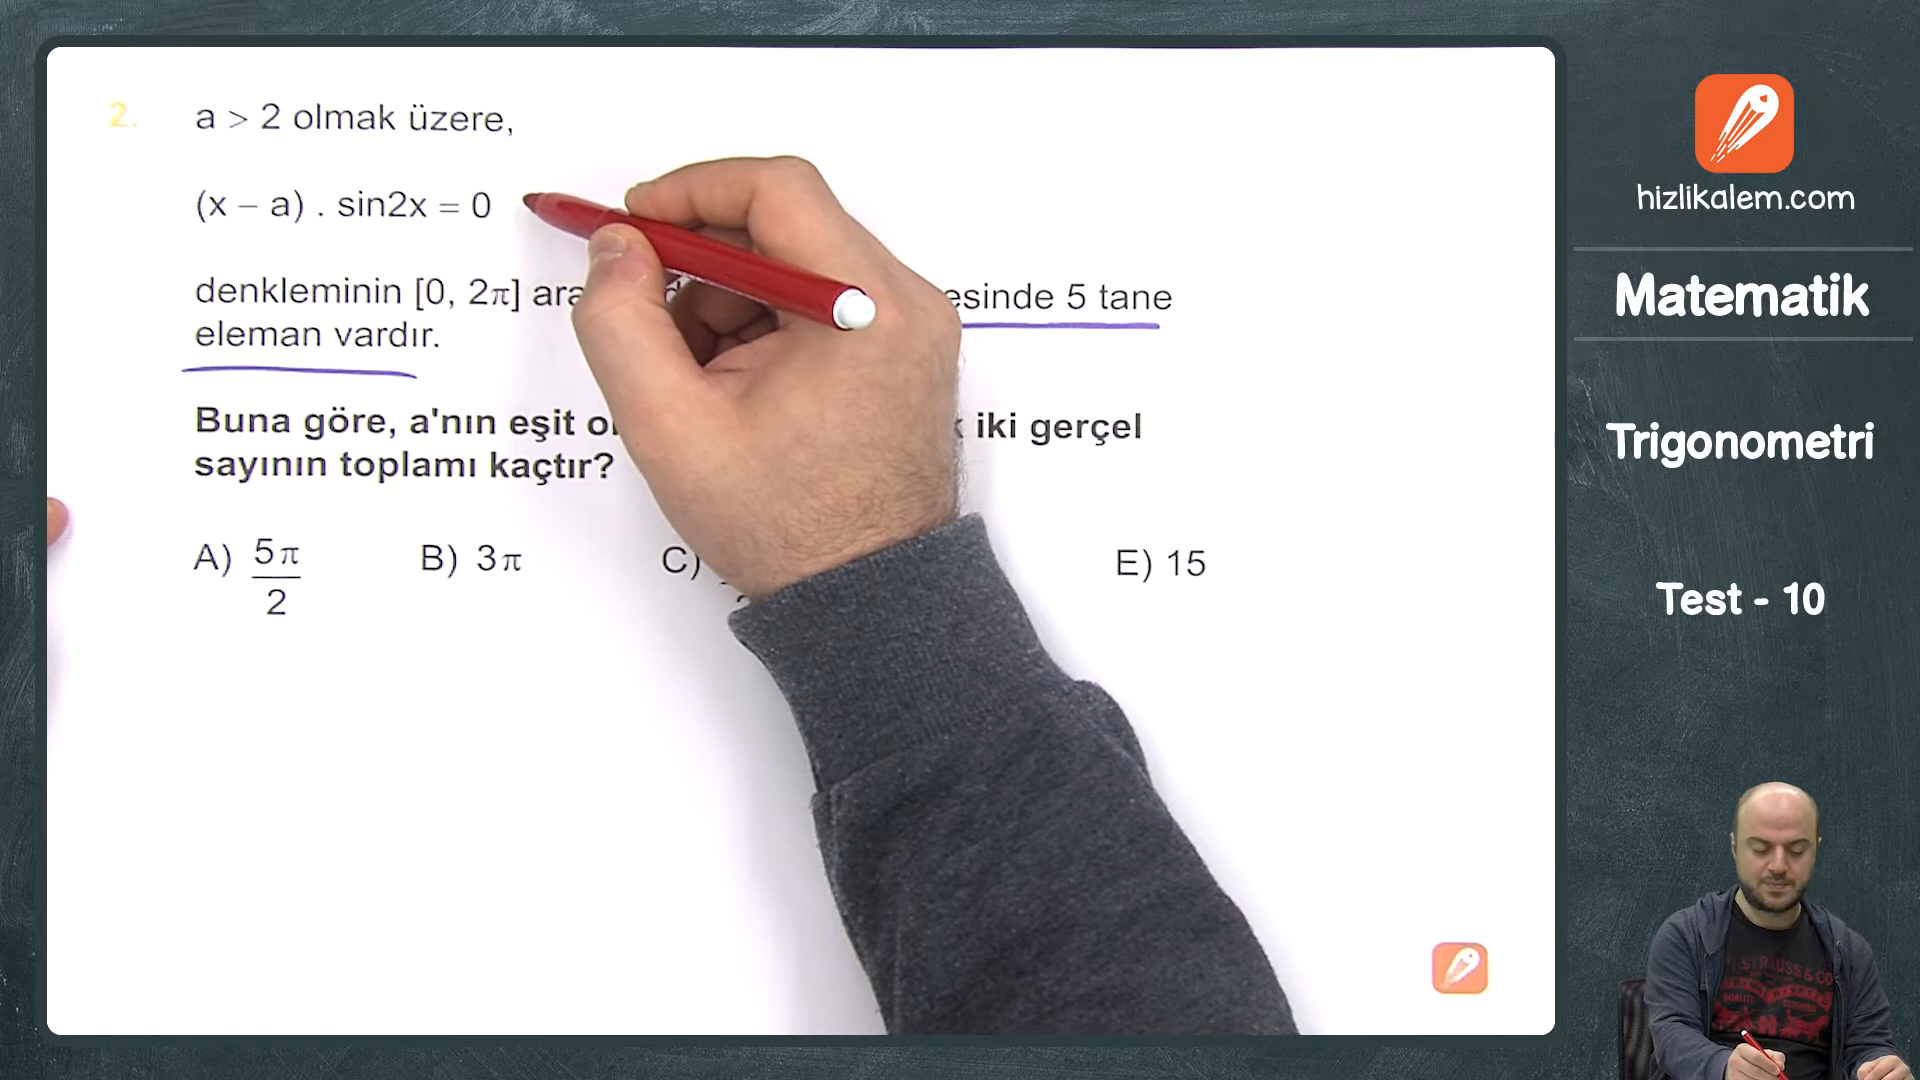 2. a > 2 olmak üzere,
(x – a) . sin2x = 0
denkleminin [0, 2π] esinde 5 tane
eleman vardır.
Buna göre, a'nın eşit iki gerçel
sayının toplamı kaçtır?
A) 5π/2 B) 3π C) E) 15
hizlikalem.com
Matematik
Trigonometri
Test - 10